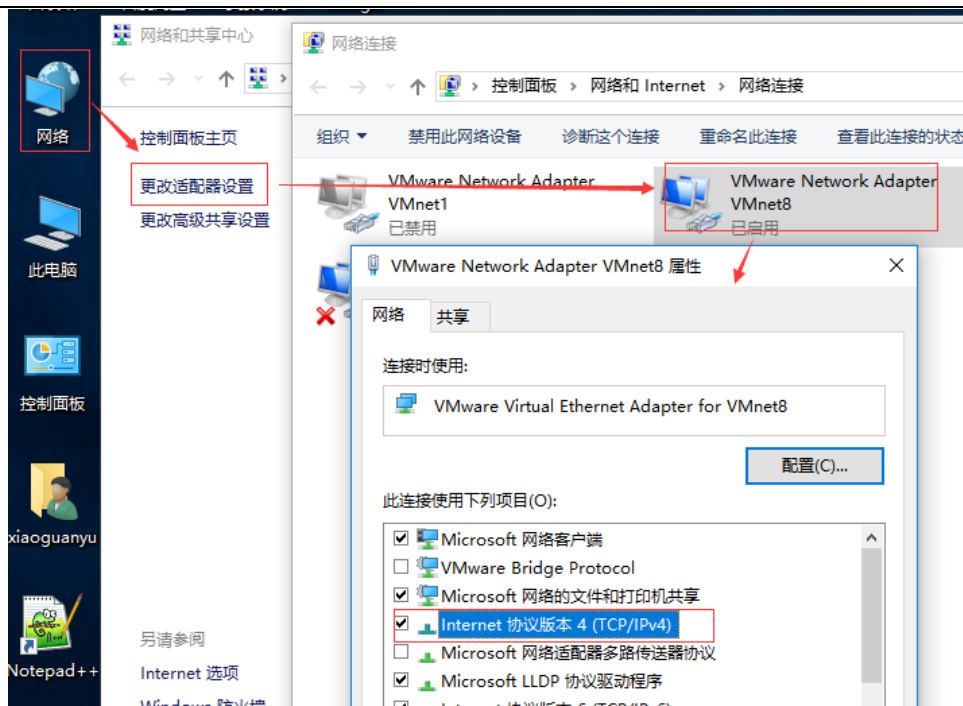 网络和共享中心
网络连接
控制面板 › 网络和 Internet › 网络连接
网络
控制面板主页
组织 禁用此网络设备 诊断这个连接 重命名此连接 查看此连接的状态
更改适配器设置
更改高级共享设置
VMware Network Adapter
VMnet1
已禁用
VMware Network Adapter
VMnet8
已启用
此电脑
VMware Network Adapter VMnet8 属性
网络 共享
连接时使用:
VMware Virtual Ethernet Adapter for VMnet8
控制面板
配置(C)...
此连接使用下列项目(O):
xiaoguanyu
Microsoft 网络客户端
VMware Bridge Protocol
Microsoft 网络的文件和打印机共享
Internet 协议版本 4 (TCP/IPv4)
Microsoft 网络适配器多路传送器协议
Microsoft LLDP 协议驱动程序
另请参阅
Internet 选项
Notepad++